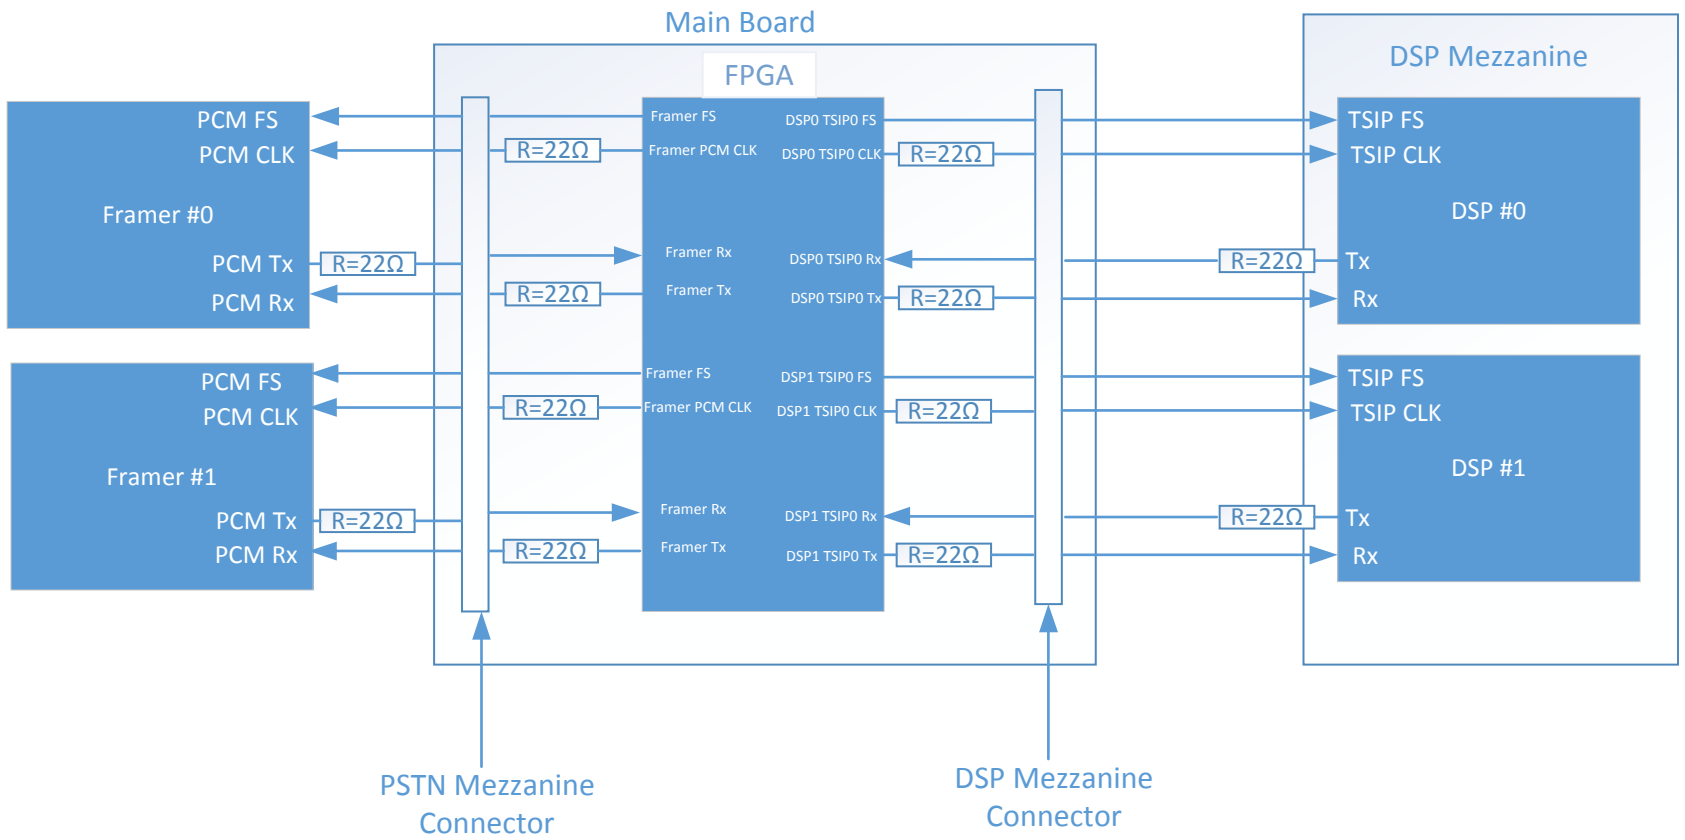 Main Board
FPGA
DSP Mezzanine
PCM FS
PCM CLK
Framer #0
PCM Tx
PCM Rx
R=22Ω
R=22Ω
R=22Ω
Framer FS
Framer PCM CLK
Framer Rx
Framer Tx
DSP0 TSIP0 FS
DSP0 TSIP0 CLK
DSP0 TSIP0 Rx
DSP0 TSIP0 Tx
R=22Ω
R=22Ω
R=22Ω
TSIP FS
TSIP CLK
DSP #0
Tx
Rx
PCM FS
PCM CLK
Framer #1
PCM Tx
PCM Rx
R=22Ω
R=22Ω
R=22Ω
Framer FS
Framer PCM CLK
Framer Rx
Framer Tx
DSP1 TSIP0 FS
DSP1 TSIP0 CLK
DSP1 TSIP0 Rx
DSP1 TSIP0 Tx
R=22Ω
R=22Ω
R=22Ω
TSIP FS
TSIP CLK
DSP #1
Tx
Rx
PSTN Mezzanine
Connector
DSP Mezzanine
Connector